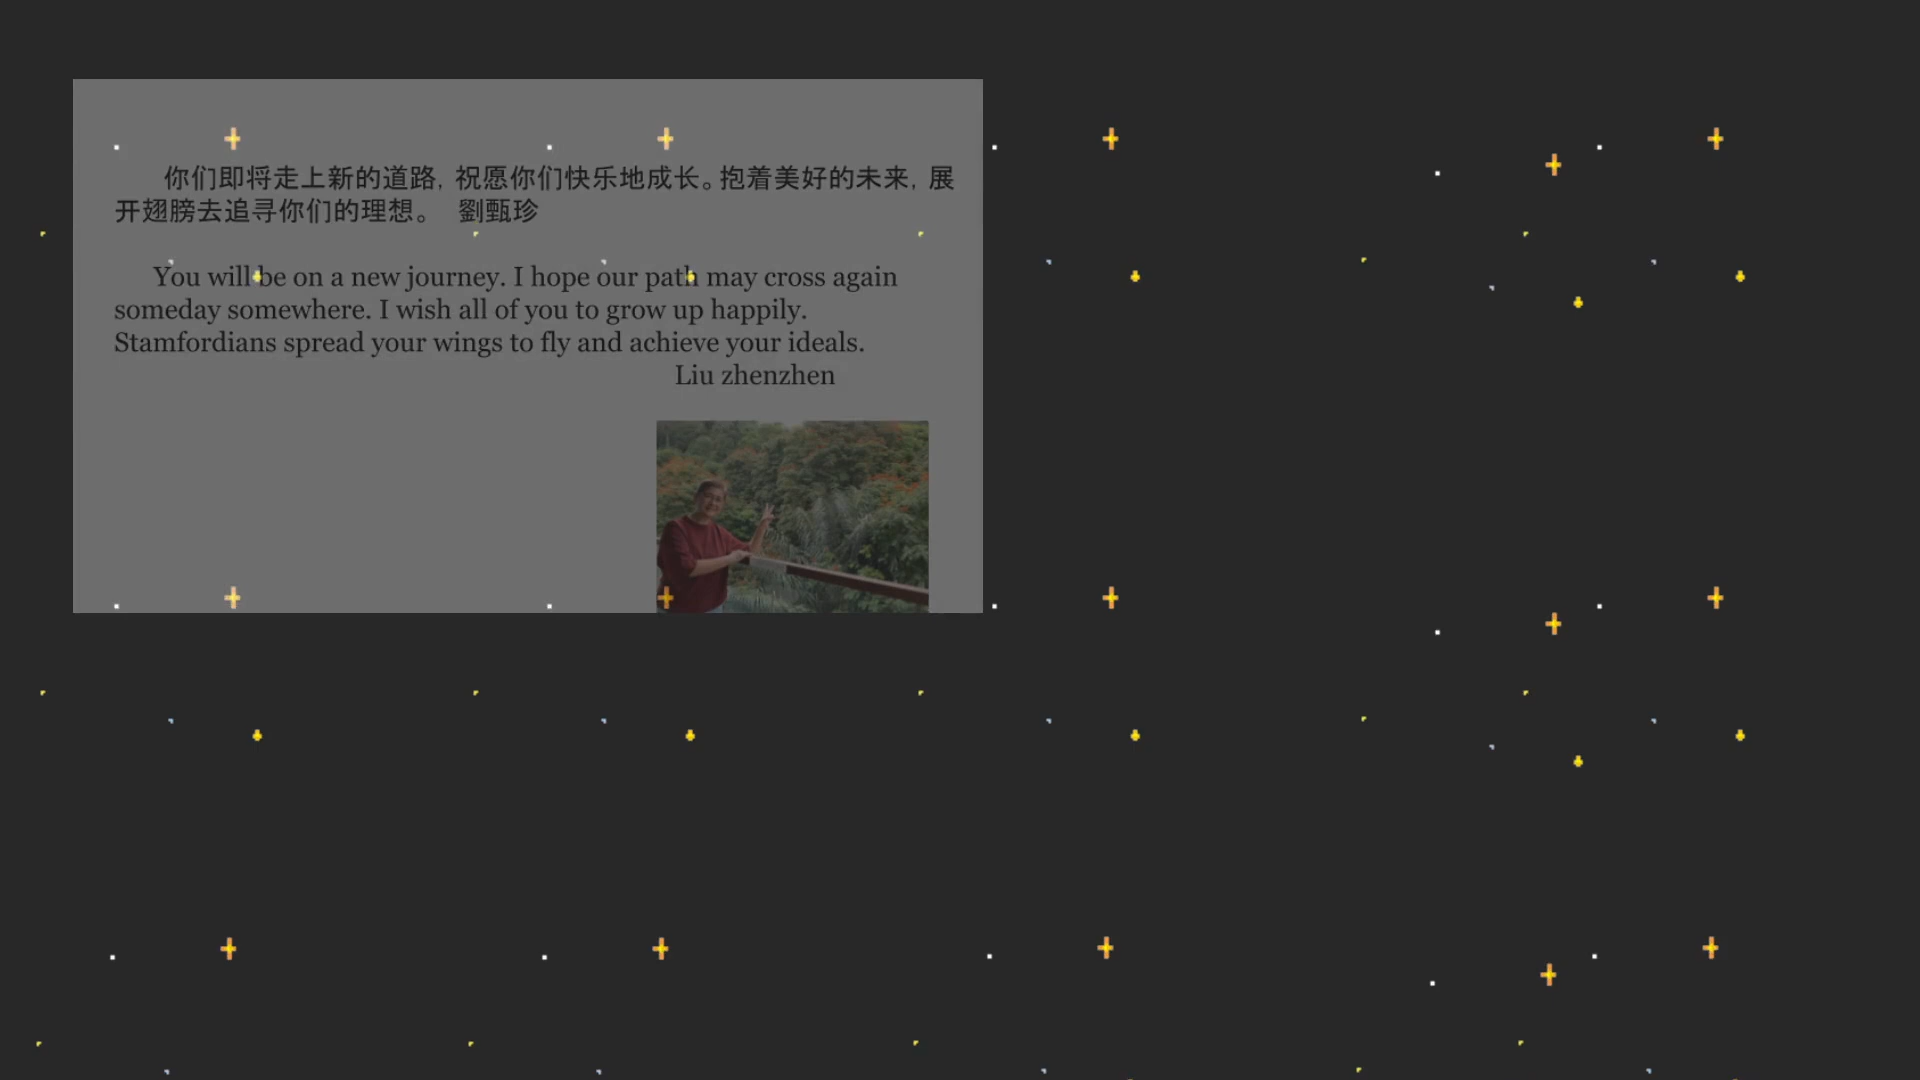 你们即将走上新的道路，祝愿你们快乐地成长。抱着美好的未来，展
开翅膀去追寻你们的理想。 劉甄珍
You will be on a new journey. I hope our path may cross again
someday somewhere. I wish all of you to grow up happily.
Stamfordians spread your wings to fly and achieve your ideals.
Liu zhenzhen